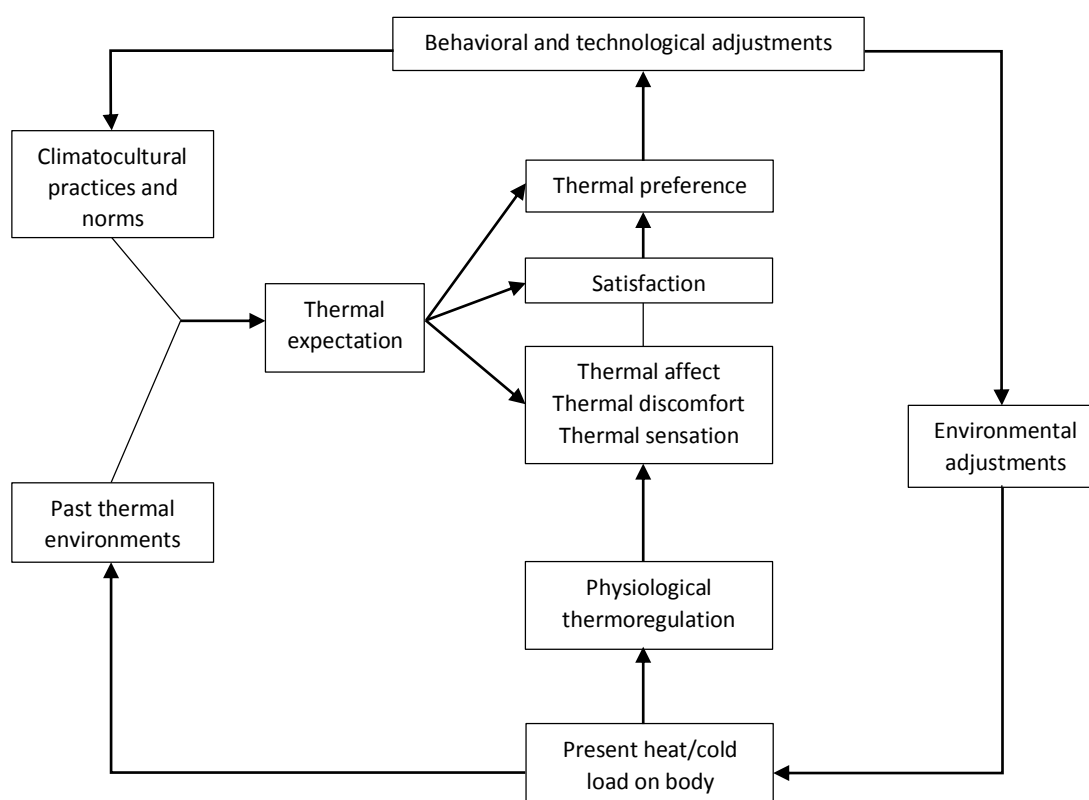 Behavioral and technological adjustments
Climatocultural
practices and
norms
Thermal preference
Satisfaction
Thermal
expectation
Thermal affect
Thermal discomfort
Thermal sensation
Environmental
adjustments
Past thermal
environments
Physiological
thermoregulation
Present heat/cold
load on body